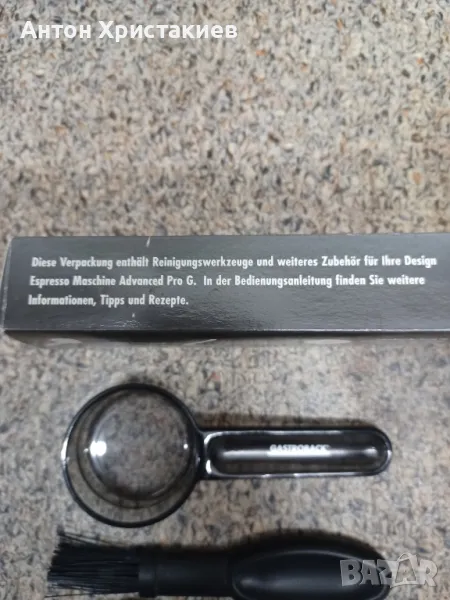 Антон Христакиев
Diese Verpackung enthält Reinigungswerkzeuge und weiteres Zubehör für Ihre Design
Espresso Maschine Advanced Pro G. In der Bedienungsanleitung finden Sie weitere
Informationen, Tipps und Rezepte.
GASTROBACK
BAZAR